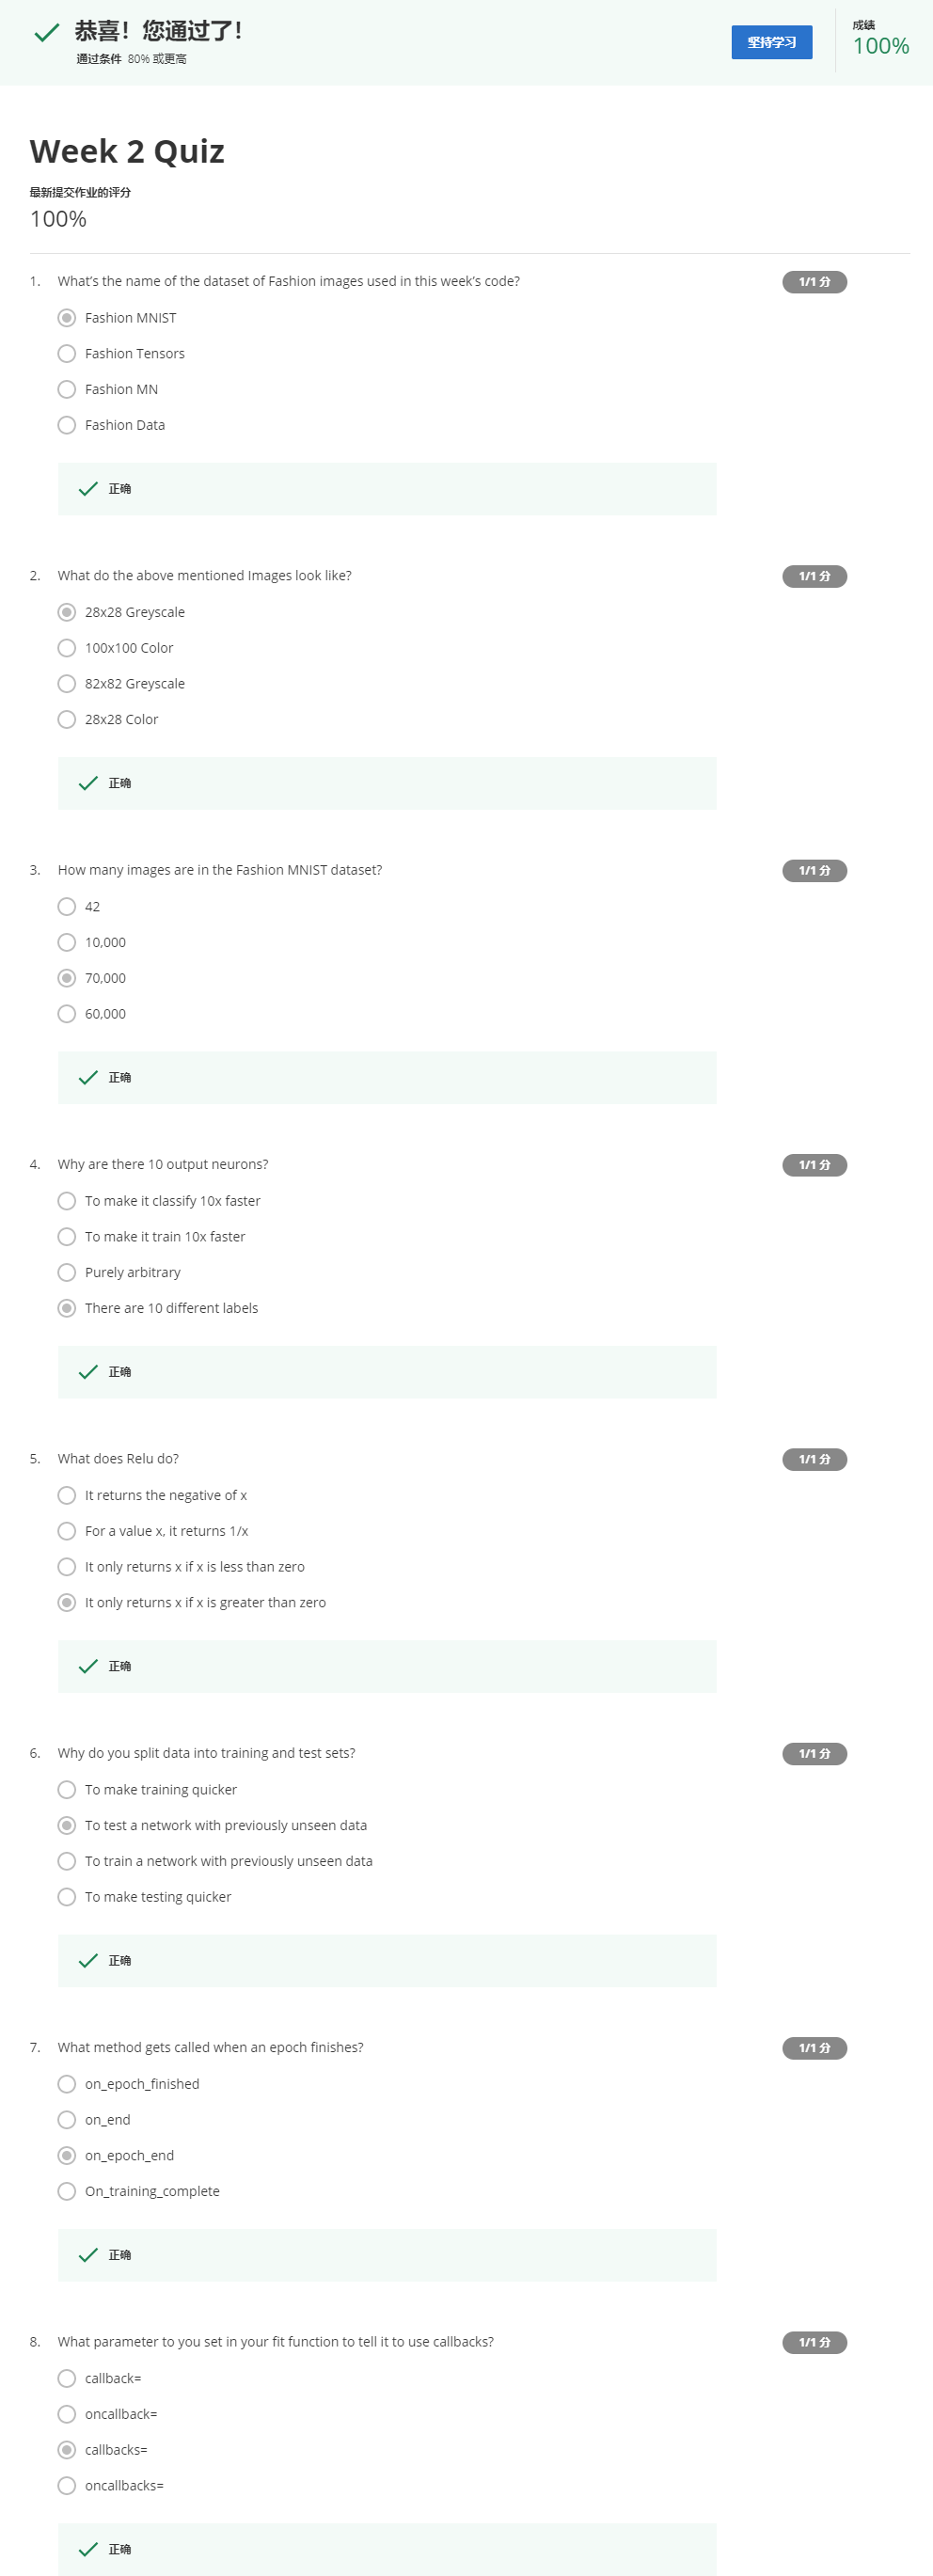 恭喜！您通过了！
通过条件 80% 或更高
坚持学习
成绩
100%
Week 2 Quiz
最新提交作业的评分
100%
1. What's the name of the dataset of Fashion images used in this week's code?
1/1 分
Fashion MNIST
Fashion Tensors
Fashion MN
Fashion Data
正确
2. What do the above mentioned Images look like?
1/1 分
28x28 Greyscale
100x100 Color
82x82 Greyscale
28x28 Color
正确
3. How many images are in the Fashion MNIST dataset?
1/1 分
42
10,000
70,000
60,000
正确
4. Why are there 10 output neurons?
1/1 分
To make it classify 10x faster
To make it train 10x faster
Purely arbitrary
There are 10 different labels
正确
5. What does Relu do?
1/1 分
It returns the negative of x
For a value x, it returns 1/x
It only returns x if x is less than zero
It only returns x if x is greater than zero
正确
6. Why do you split data into training and test sets?
1/1 分
To make training quicker
To test a network with previously unseen data
To train a network with previously unseen data
To make testing quicker
正确
7. What method gets called when an epoch finishes?
1/1 分
on_epoch_finished
on_end
on_epoch_end
On_training_complete
正确
8. What parameter to you set in your fit function to tell it to use callbacks?
1/1 分
callback=
oncallback=
callbacks=
oncallbacks=
正确